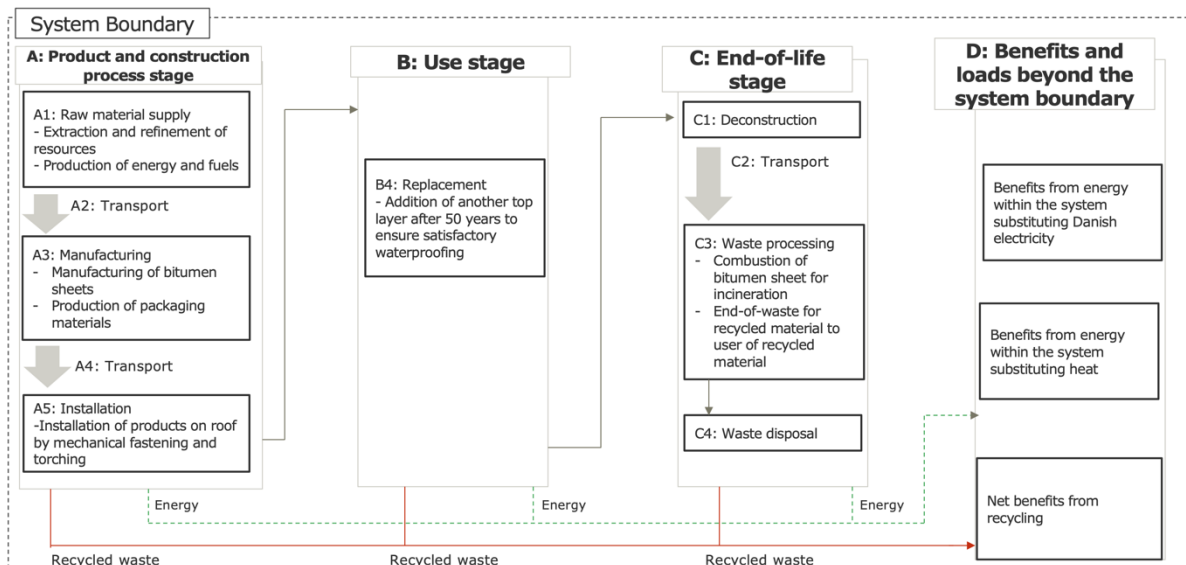 System Boundary
A: Product and construction
process stage
A1: Raw material supply
- Extraction and refinement of
resources
- Production of energy and fuels
A2: Transport
A3: Manufacturing
- Manufacturing of bitumen
sheets
- Production of packaging
materials
A4: Transport
A5: Installation
-Installation of products on roof
by mechanical fastening and
torching
B: Use stage
B4: Replacement
- Addition of another top
layer after 50 years to
ensure satisfactory
waterproofing
C: End-of-life
stage
C1: Deconstruction
C2: Transport
C3: Waste processing
- Combustion of
bitumen sheet for
incineration
- End-of-waste for
recycled material to
user of recycled
material
C4: Waste disposal
D: Benefits and
loads beyond the
system boundary
Benefits from energy
within the system
substituting Danish
electricity
Benefits from energy
within the system
substituting heat
Net benefits from
recycling
Energy
Energy
Energy
Recycled waste
Recycled waste
Recycled waste